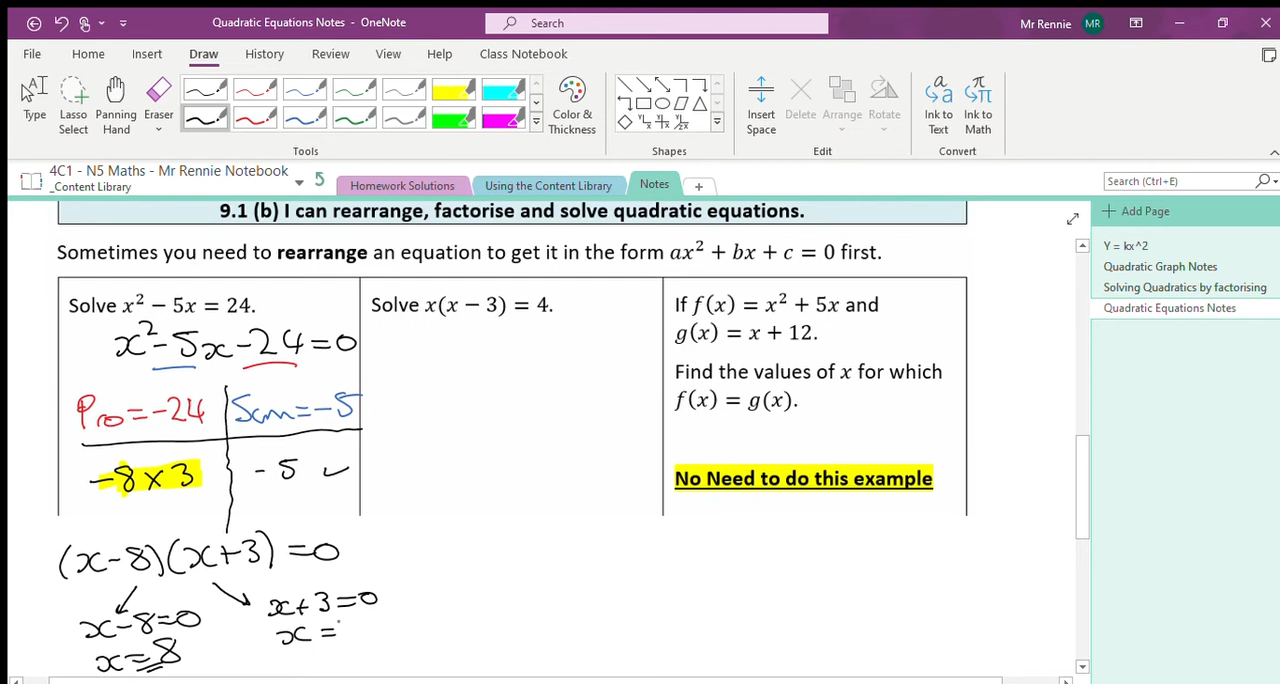 Quadratic Equations Notes - OneNote
Search
Mr Rennie MR
File Home Insert Draw History Review View Help Class Notebook
Type
Lasso Select
Panning Hand
Eraser
Color & Thickness
Insert Space
Delete
Arrange
Rotate
Ink to Text
Ink to Math
Tools Shapes Edit Convert
4C1 - N5 Maths - Mr Rennie Notebook
_Content Library
Homework Solutions Using the Content Library Notes
Search (Ctrl+E)
Add Page
Y = kx^2
Quadratic Graph Notes
Solving Quadratics by factorising
Quadratic Equations Notes
9.1 (b) I can rearrange, factorise and solve quadratic equations.
Sometimes you need to rearrange an equation to get it in the form ax² + bx + c = 0 first.
Solve x² − 5x = 24.
x² - 5x - 24 = 0
Pro = -24 Sum = -5
-8 x 3 - 5 ✓
(x-8)(x+3) = 0
x-8=0
x=8
x+3=0
x =
Solve x(x − 3) = 4.
If f(x) = x² + 5x and
g(x) = x + 12.
Find the values of x for which
f(x) = g(x).
No Need to do this example